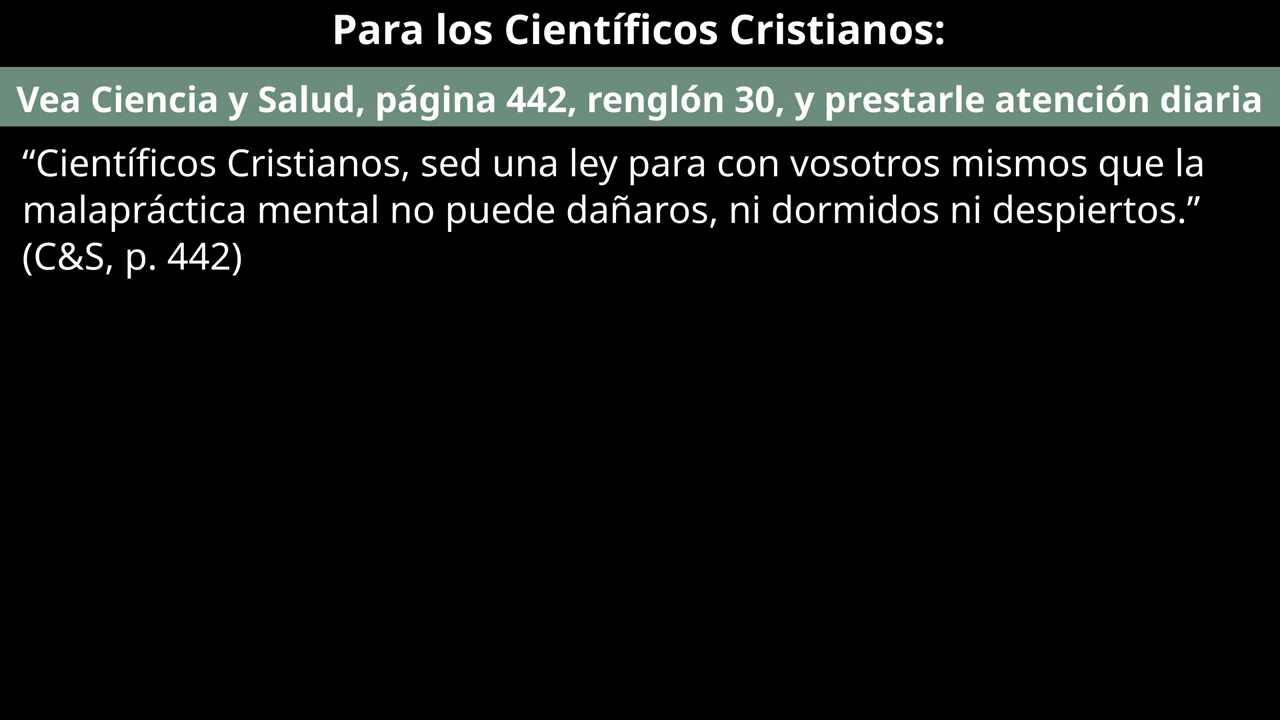 Para los Científicos Cristianos:
Vea Ciencia y Salud, página 442, renglón 30, y prestarle atención diaria
“Científicos Cristianos, sed una ley para con vosotros mismos que la
malapráctica mental no puede dañaros, ni dormidos ni despiertos.”
(C&S, p. 442)